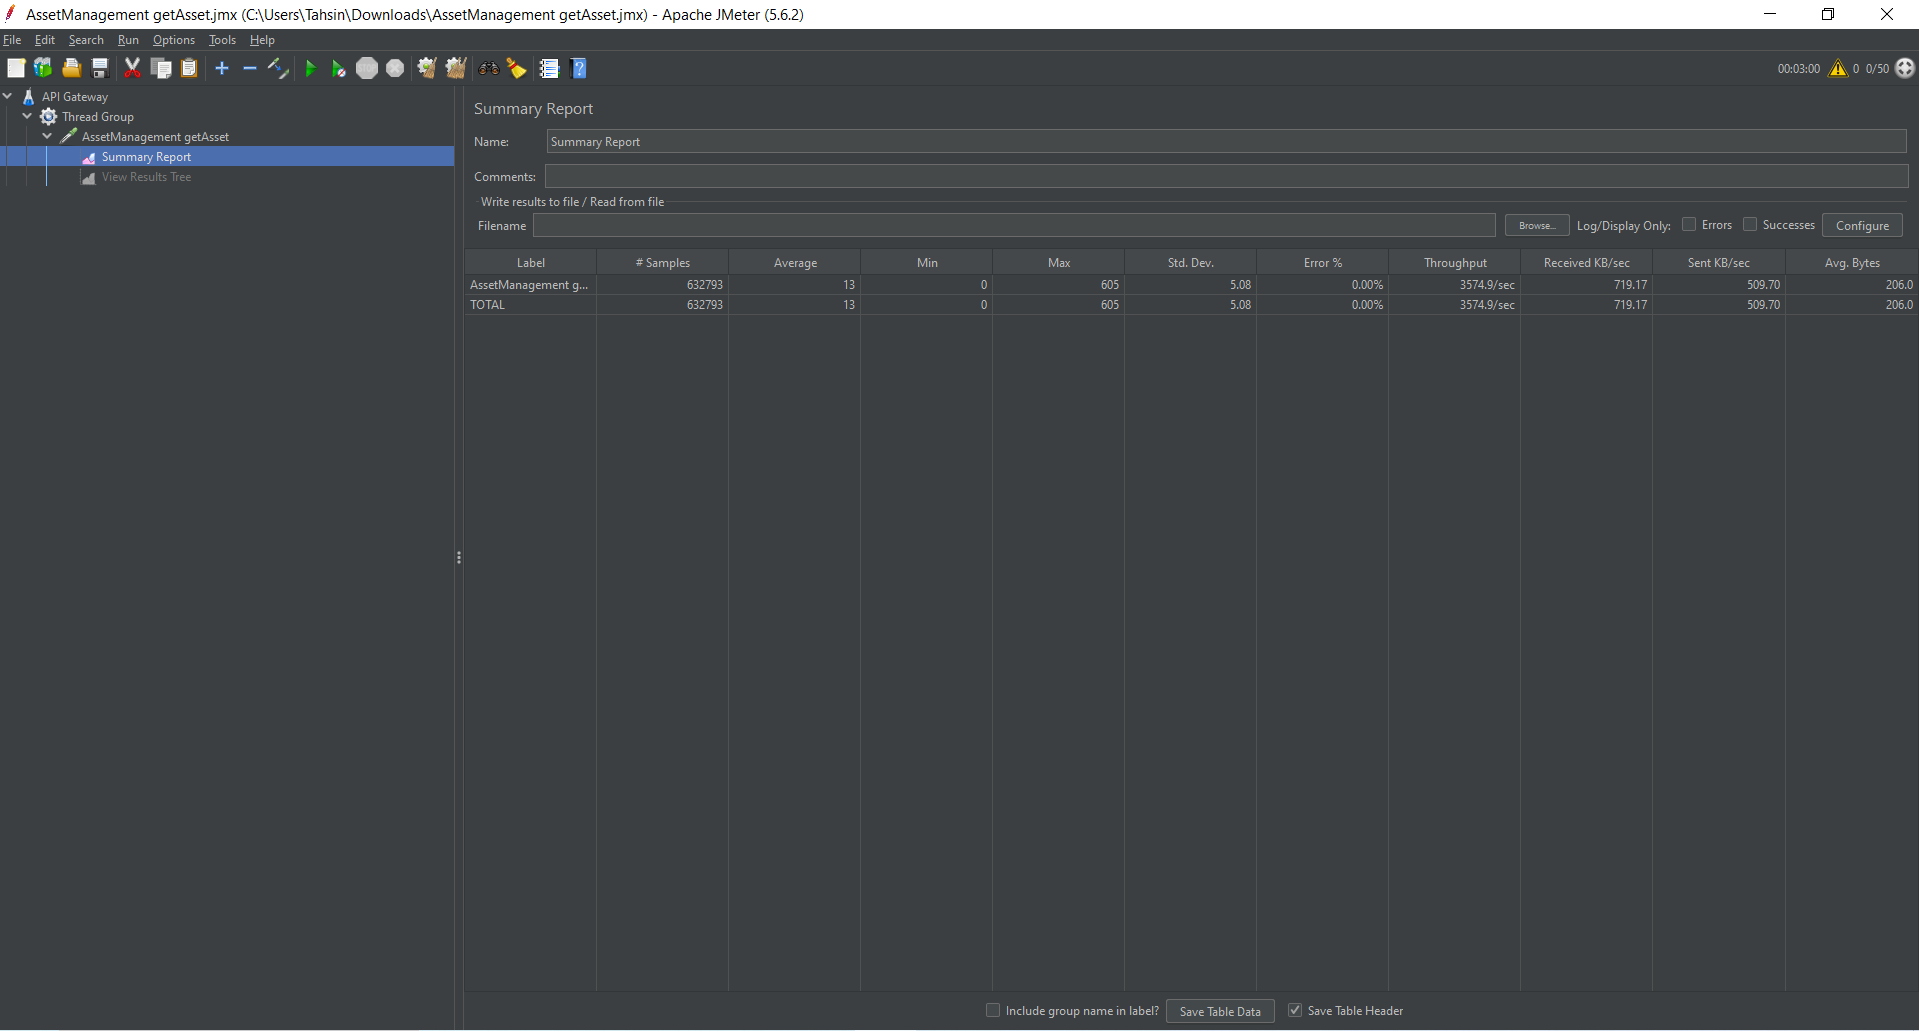 AssetManagement getAsset.jmx (C:\Users\Tahsin\Downloads\AssetManagement getAsset.jmx) - Apache JMeter (5.6.2)
File Edit Search Run Options Tools Help
00:03:00 0 0/50
API Gateway
Thread Group
AssetManagement getAsset
Summary Report
View Results Tree
Summary Report
Name: Summary Report
Comments:
Write results to file / Read from file
Filename Browse... Log/Display Only: Errors Successes Configure
Label # Samples Average Min Max Std. Dev. Error % Throughput Received KB/sec Sent KB/sec Avg. Bytes
AssetManagement g... 632793 13 0 605 5.08 0.00% 3574.9/sec 719.17 509.70 206.0
TOTAL 632793 13 0 605 5.08 0.00% 3574.9/sec 719.17 509.70 206.0
Include group name in label? Save Table Data Save Table Header